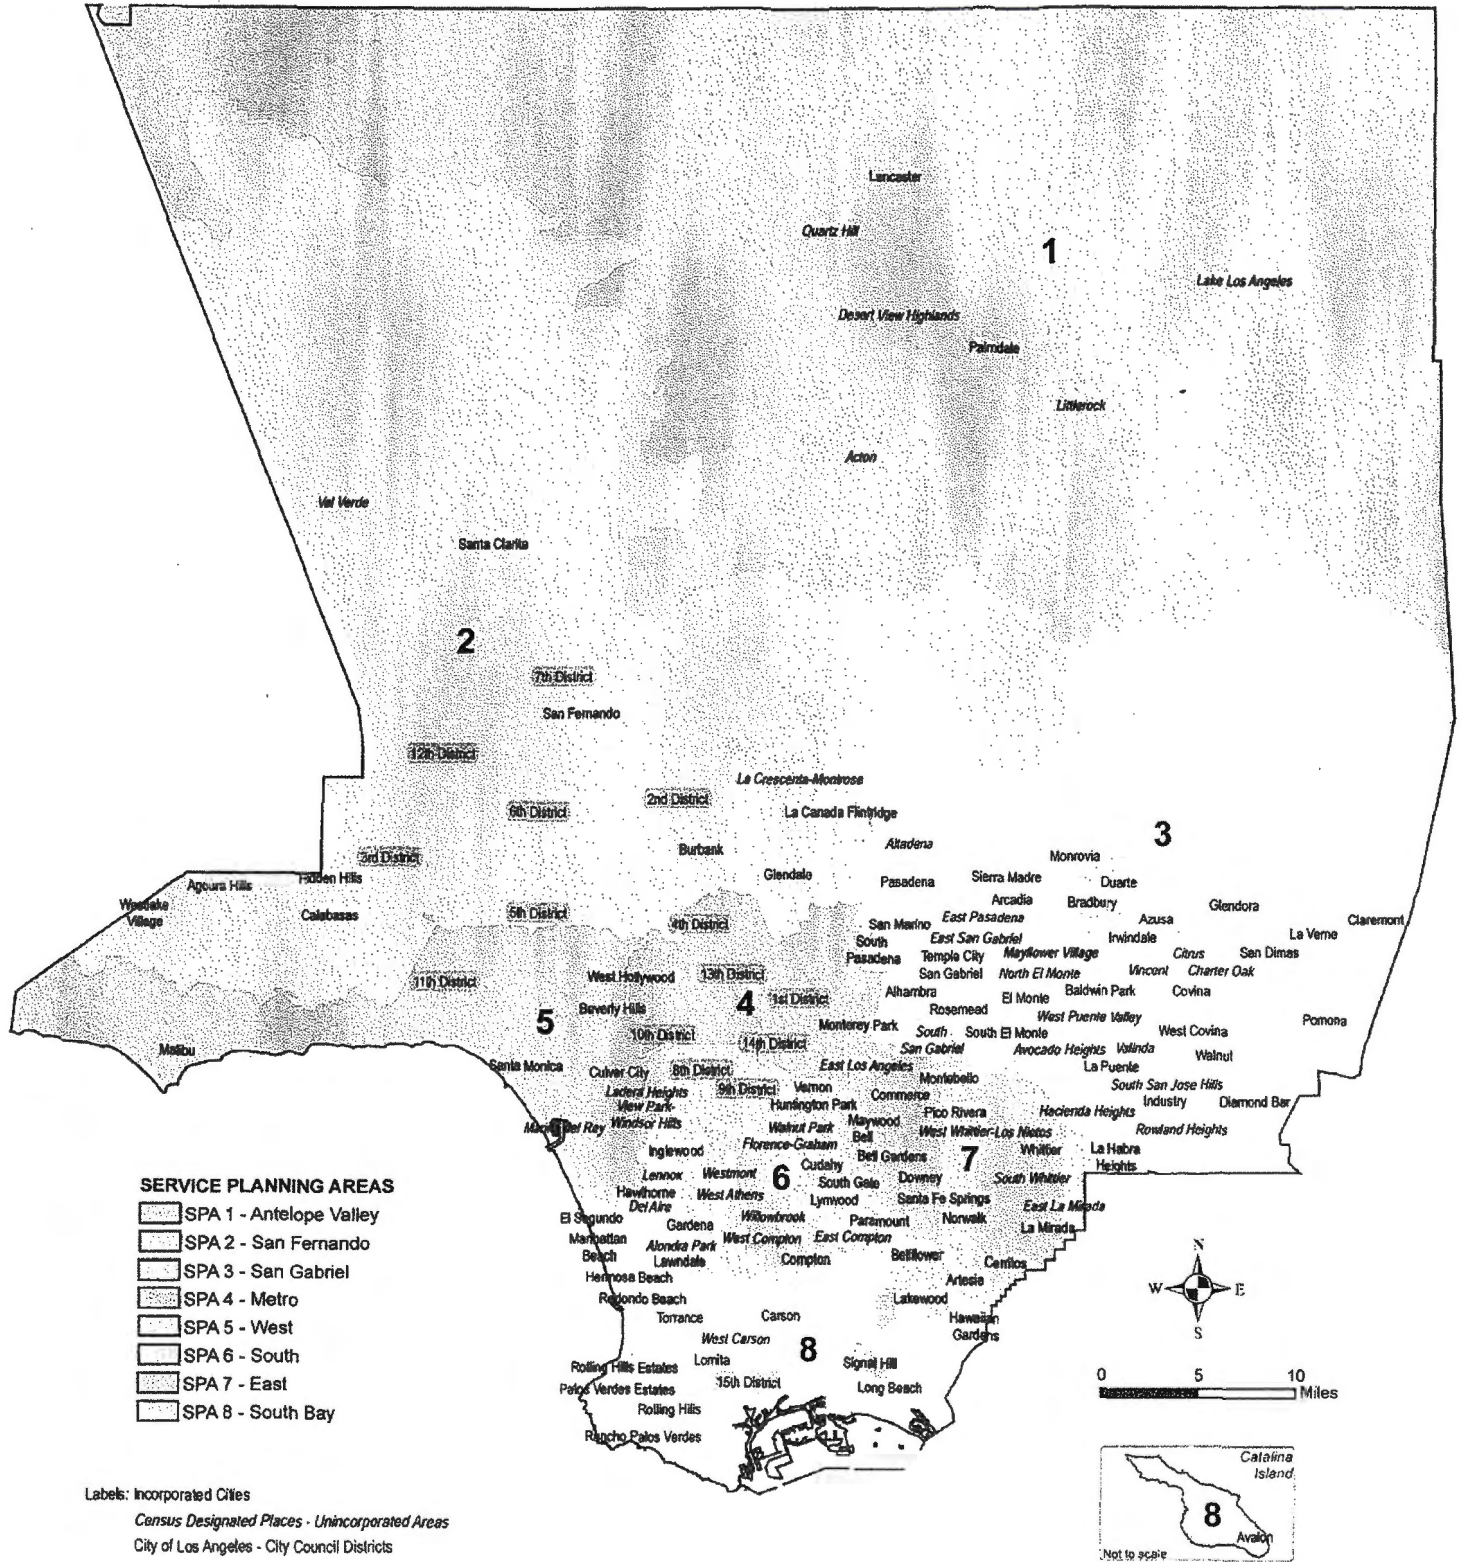 Lancaster
Quartz Hill
1
Lake Los Angeles
Desert View Highlands
Palmdale
Littlerock
Acton
Val Verde
Santa Clarita
2
7th District
San Fernando
12th District
La Crescenta-Montrose
2nd District
6th District
La Canada Flintridge
3
Altadena
Burbank
3rd District
Monrovia
Glendale
Sierra Madre
Hidden Hills
Pasadena
Duarte
Agoura Hills
Arcadia
Bradbury
Westlake
Village
Glendora
5th District
Calabasas
East Pasadena
Azusa
Claremont
4th District
San Marino
La Verne
East San Gabriel
Irwindale
South
Pasadena
Mayflower Village
Citrus
San Dimas
Temple City
West Hollywood
13th District
San Gabriel
North El Monte
Vincent
Charter Oak
11th District
Alhambra
Baldwin Park
Covina
1st District
El Monte
4
Beverly Hills
Rosemead
West Puente Valley
5
Monterey Park
Pomona
10th District
South
San Gabriel
South El Monte
West Covina
14th District
Malibu
Avocado Heights
Valinda
Walnut
Santa Monica
East Los Angeles
La Puente
Culver City
8th District
Montebello
South San Jose Hills
9th District
Vernon
Ladera Heights
Commerce
Industry
Diamond Bar
View Park-
Windsor Hills
Huntington Park
Pico Rivera
Hacienda Heights
Marina Del Rey
Walnut Park
Maywood
West Whittier-Los Nietos
Rowland Heights
Florence-Graham
Bell
Inglewood
Bell Gardens
7
Whittier
La Habra
Heights
Cudahy
Lennox
Westmont
6
South Gate
Downey
South Whittier
Hawthorne
West Athens
Lynwood
Santa Fe Springs
Del Aire
East La Mirada
El Segundo
Gardena
Willowbrook
Paramount
Norwalk
La Mirada
Manhattan
Beach
Alondra Park
West Compton
East Compton
Lawndale
Compton
Bellflower
Cerritos
Hermosa Beach
Artesia
Redondo Beach
Lakewood
Torrance
Carson
Hawaiian
Gardens
West Carson
8
Lomita
Signal Hill
Rolling Hills Estates
15th District
Long Beach
Palos Verdes Estates
Rolling Hills
Rancho Palos Verdes
SERVICE PLANNING AREAS
SPA 1 - Antelope Valley
SPA 2 - San Fernando
SPA 3 - San Gabriel
SPA 4 - Metro
SPA 5 - West
SPA 6 - South
SPA 7 - East
SPA 8 - South Bay
N
W
E
S
0 5 10
Miles
Catalina
Island
8
Avalon
Not to scale
Labels: Incorporated Cities
Census Designated Places - Unincorporated Areas
City of Los Angeles - City Council Districts